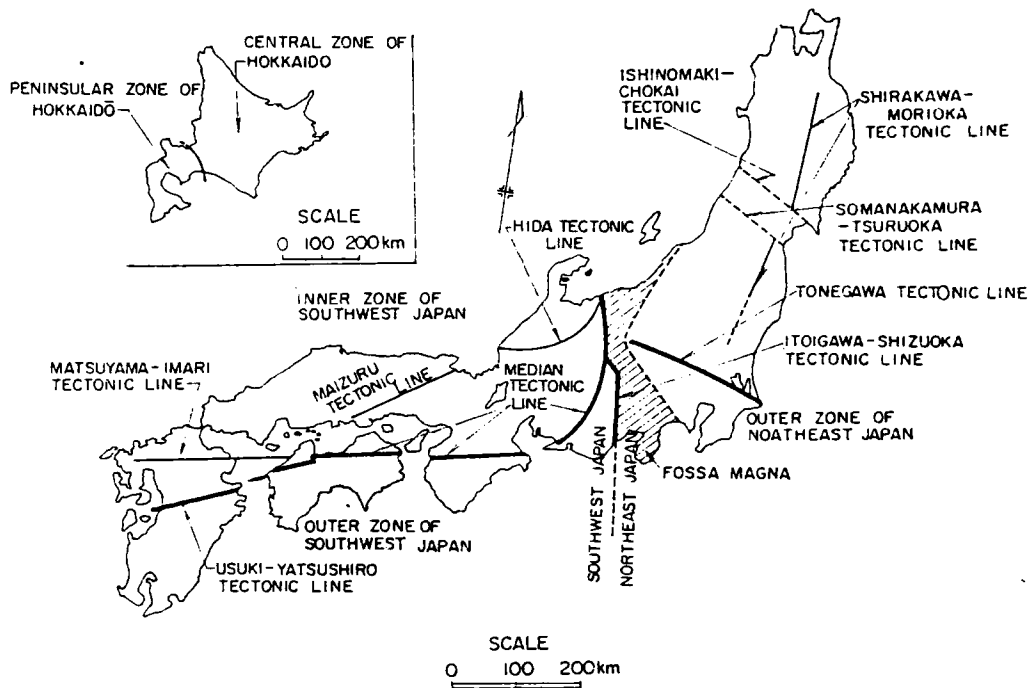 CENTRAL ZONE OF
HOKKAIDO
PENINSULAR ZONE OF
HOKKAIDŌ
SCALE
0 100 200km
ISHINOMAKI-
CHOKAI
TECTONIC
LINE
SHIRAKAWA-
MORIOKA
TECTONIC LINE
SOMANAKAMURA
-TSURUOKA
TECTONIC LINE
HIDA TECTONIC
LINE
TONEGAWA TECTONIC LINE
INNER ZONE OF
SOUTHWEST JAPAN
ITOIGAWA-SHIZUOKA
TECTONIC LINE
MATSUYAMA-IMARI
TECTONIC LINE
MAIZURU
TECTONIC LINE
MEDIAN
TECTONIC
LINE
OUTER ZONE OF
NOATHEAST JAPAN
FOSSA MAGNA
SOUTHWEST JAPAN
NORTHEAST JAPAN
OUTER ZONE OF
SOUTHWEST JAPAN
USUKI-YATSUSHIRO
TECTONIC LINE
SCALE
0 100 200km